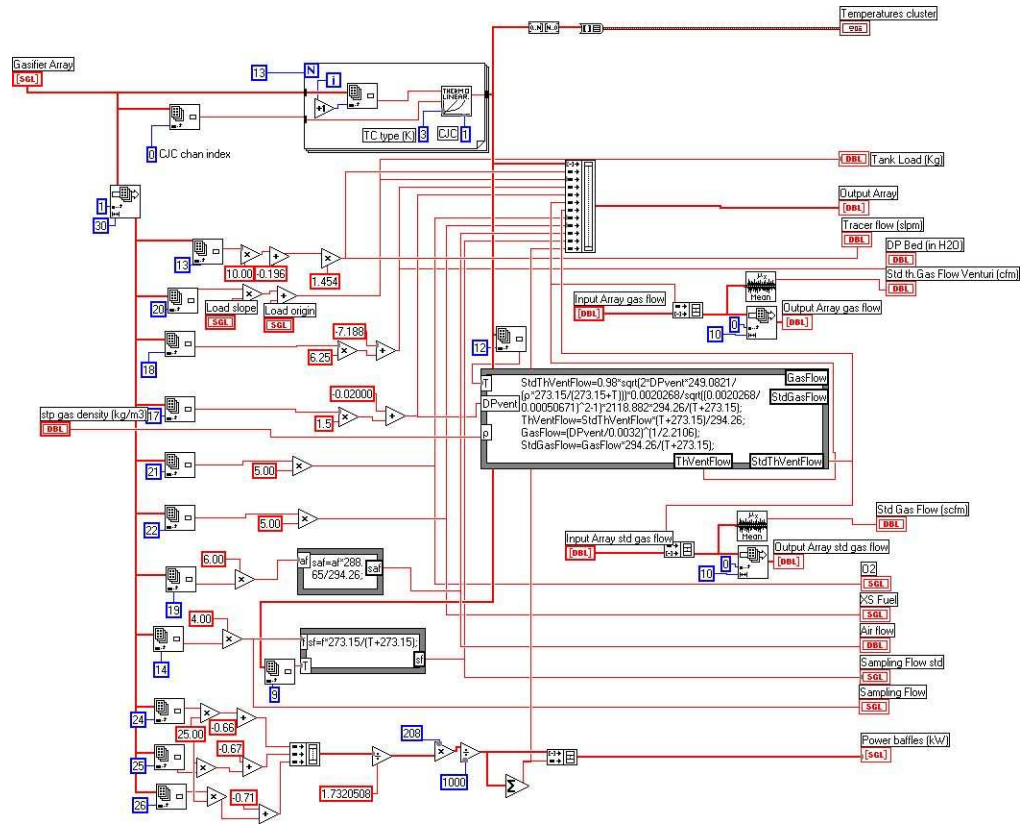 Temperatures cluster
Gasifier Array
[SGL]
13
N
i
+1
THERMO
LINEAR.
TC type (K)
3
CJC
1
0
CJC chan index
1
30
DBL
Tank Load (Kg)
Output Array
[DBL]
Tracer flow (slpm)
DBL
DP Bed (in H2O)
DBL
Std th.Gas Flow Venturi (cfm)
DBL
13
10.00
-0.196
1.454
20
Load slope
SGL
Load origin
SGL
Input Array gas flow
[DBL]
Mean
Output Array gas flow
[DBL]
0
10
18
6.25
-7.188
12
stp gas density (kg/m3)
DBL
17
1.5
-0.02000
T
DPvent
ρ
StdThVentFlow=0.98*sqrt(2*DPvent*249.0821/
(ρ*273.15/(273.15+T)))*0.0020268/sqrt((0.0020268/
0.00050671)^2-1)*2118.882*294.26/(T+273.15);
ThVentFlow=StdThVentFlow*(T+273.15)/294.26;
GasFlow=(DPvent/0.0032)^(1/2.2106);
StdGasFlow=GasFlow*294.26/(T+273.15);
GasFlow
StdGasFlow
ThVentFlow
StdThVentFlow
21
5.00
22
5.00
Input Array std gas flow
[DBL]
Mean
Output Array std gas flow
[DBL]
0
10
Std Gas Flow (scfm)
DBL
19
6.00
af
saf=af*288.
65/294.26;
saf
O2
SGL
XS Fuel
SGL
Air flow
DBL
Sampling Flow std
SGL
Sampling Flow
SGL
14
4.00
f
sf=f*273.15/(T+273.15);
T
sf
9
24
25.00
-0.66
25
-0.67
26
-0.71
1.7320508
208
1000
Σ
Power baffles (kW)
[SGL]